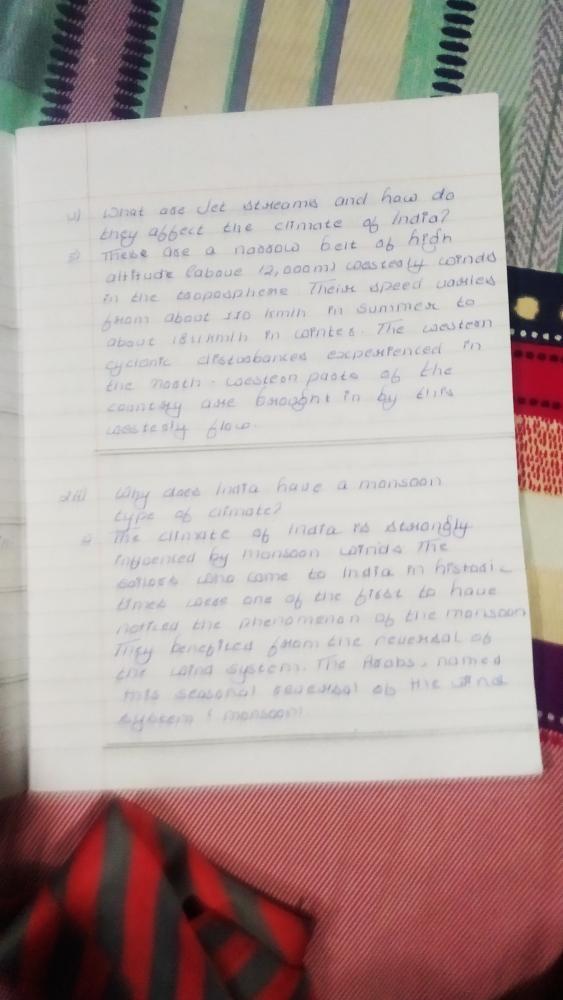 v) What are Jet streams and how do
they affect the climate of India?
These are a narrow belt of high
altitude (above 12,000m) westerly winds
in the troposphere. Their speed varies
from about 110 km/h in summer to
about 184 km/h in winter. The western
cyclonic disturbances experienced in
the north-western parts of the
country are brought in by this
westerly flow.
Why does India have a monsoon
type of climate?
The climate of India is strongly
influenced by monsoon winds. The
sailors who came to India in historic
times were one of the first to have
noticed the phenomenon of the monsoon
They benefited from the reversal of
the wind system. The Arabs, named
this seasonal reversal of the wind
system 'monsoon'